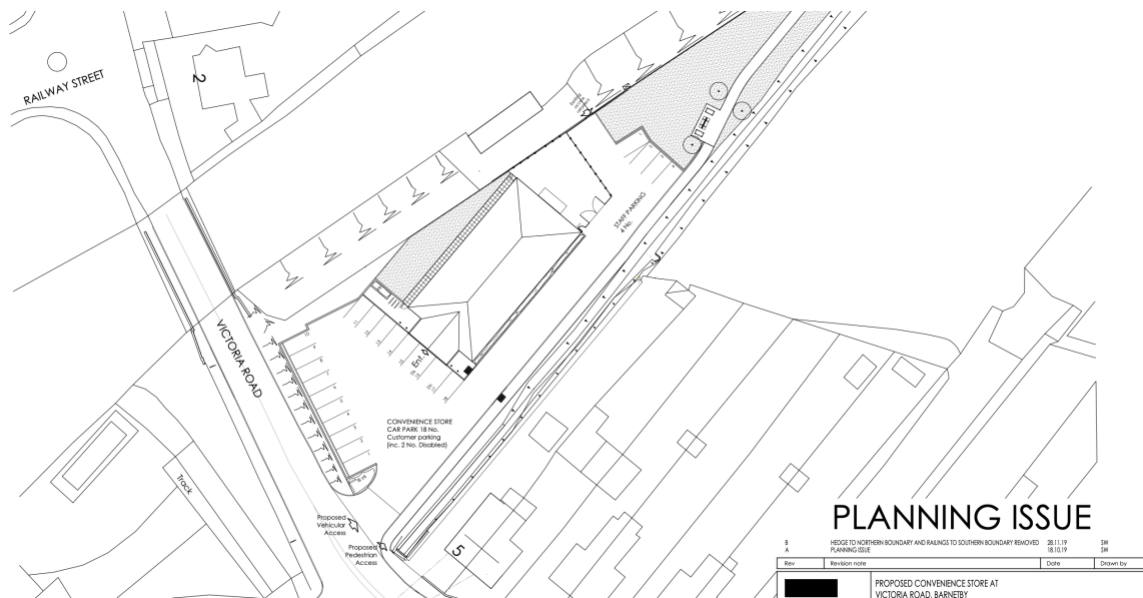 RAILWAY STREET
2
VICTORIA ROAD
Ent.
STAFF PARKING
4 No.
CONVENIENCE STORE
CAR PARK 18 No.
Customer parking
(inc. 2 No. Disabled)
Track
Proposed
Vehicular
Access
Proposed
Pedestrian
Access
5
PLANNING ISSUE
B HEDGE TO NORTHERN BOUNDARY AND RAILINGS TO SOUTHERN BOUNDARY REMOVED 28.11.19 SW
A PLANNING ISSUE 18.10.19 SW
Rev Revision note Date Drawn by
PROPOSED CONVENIENCE STORE AT
VICTORIA ROAD, BARNETBY